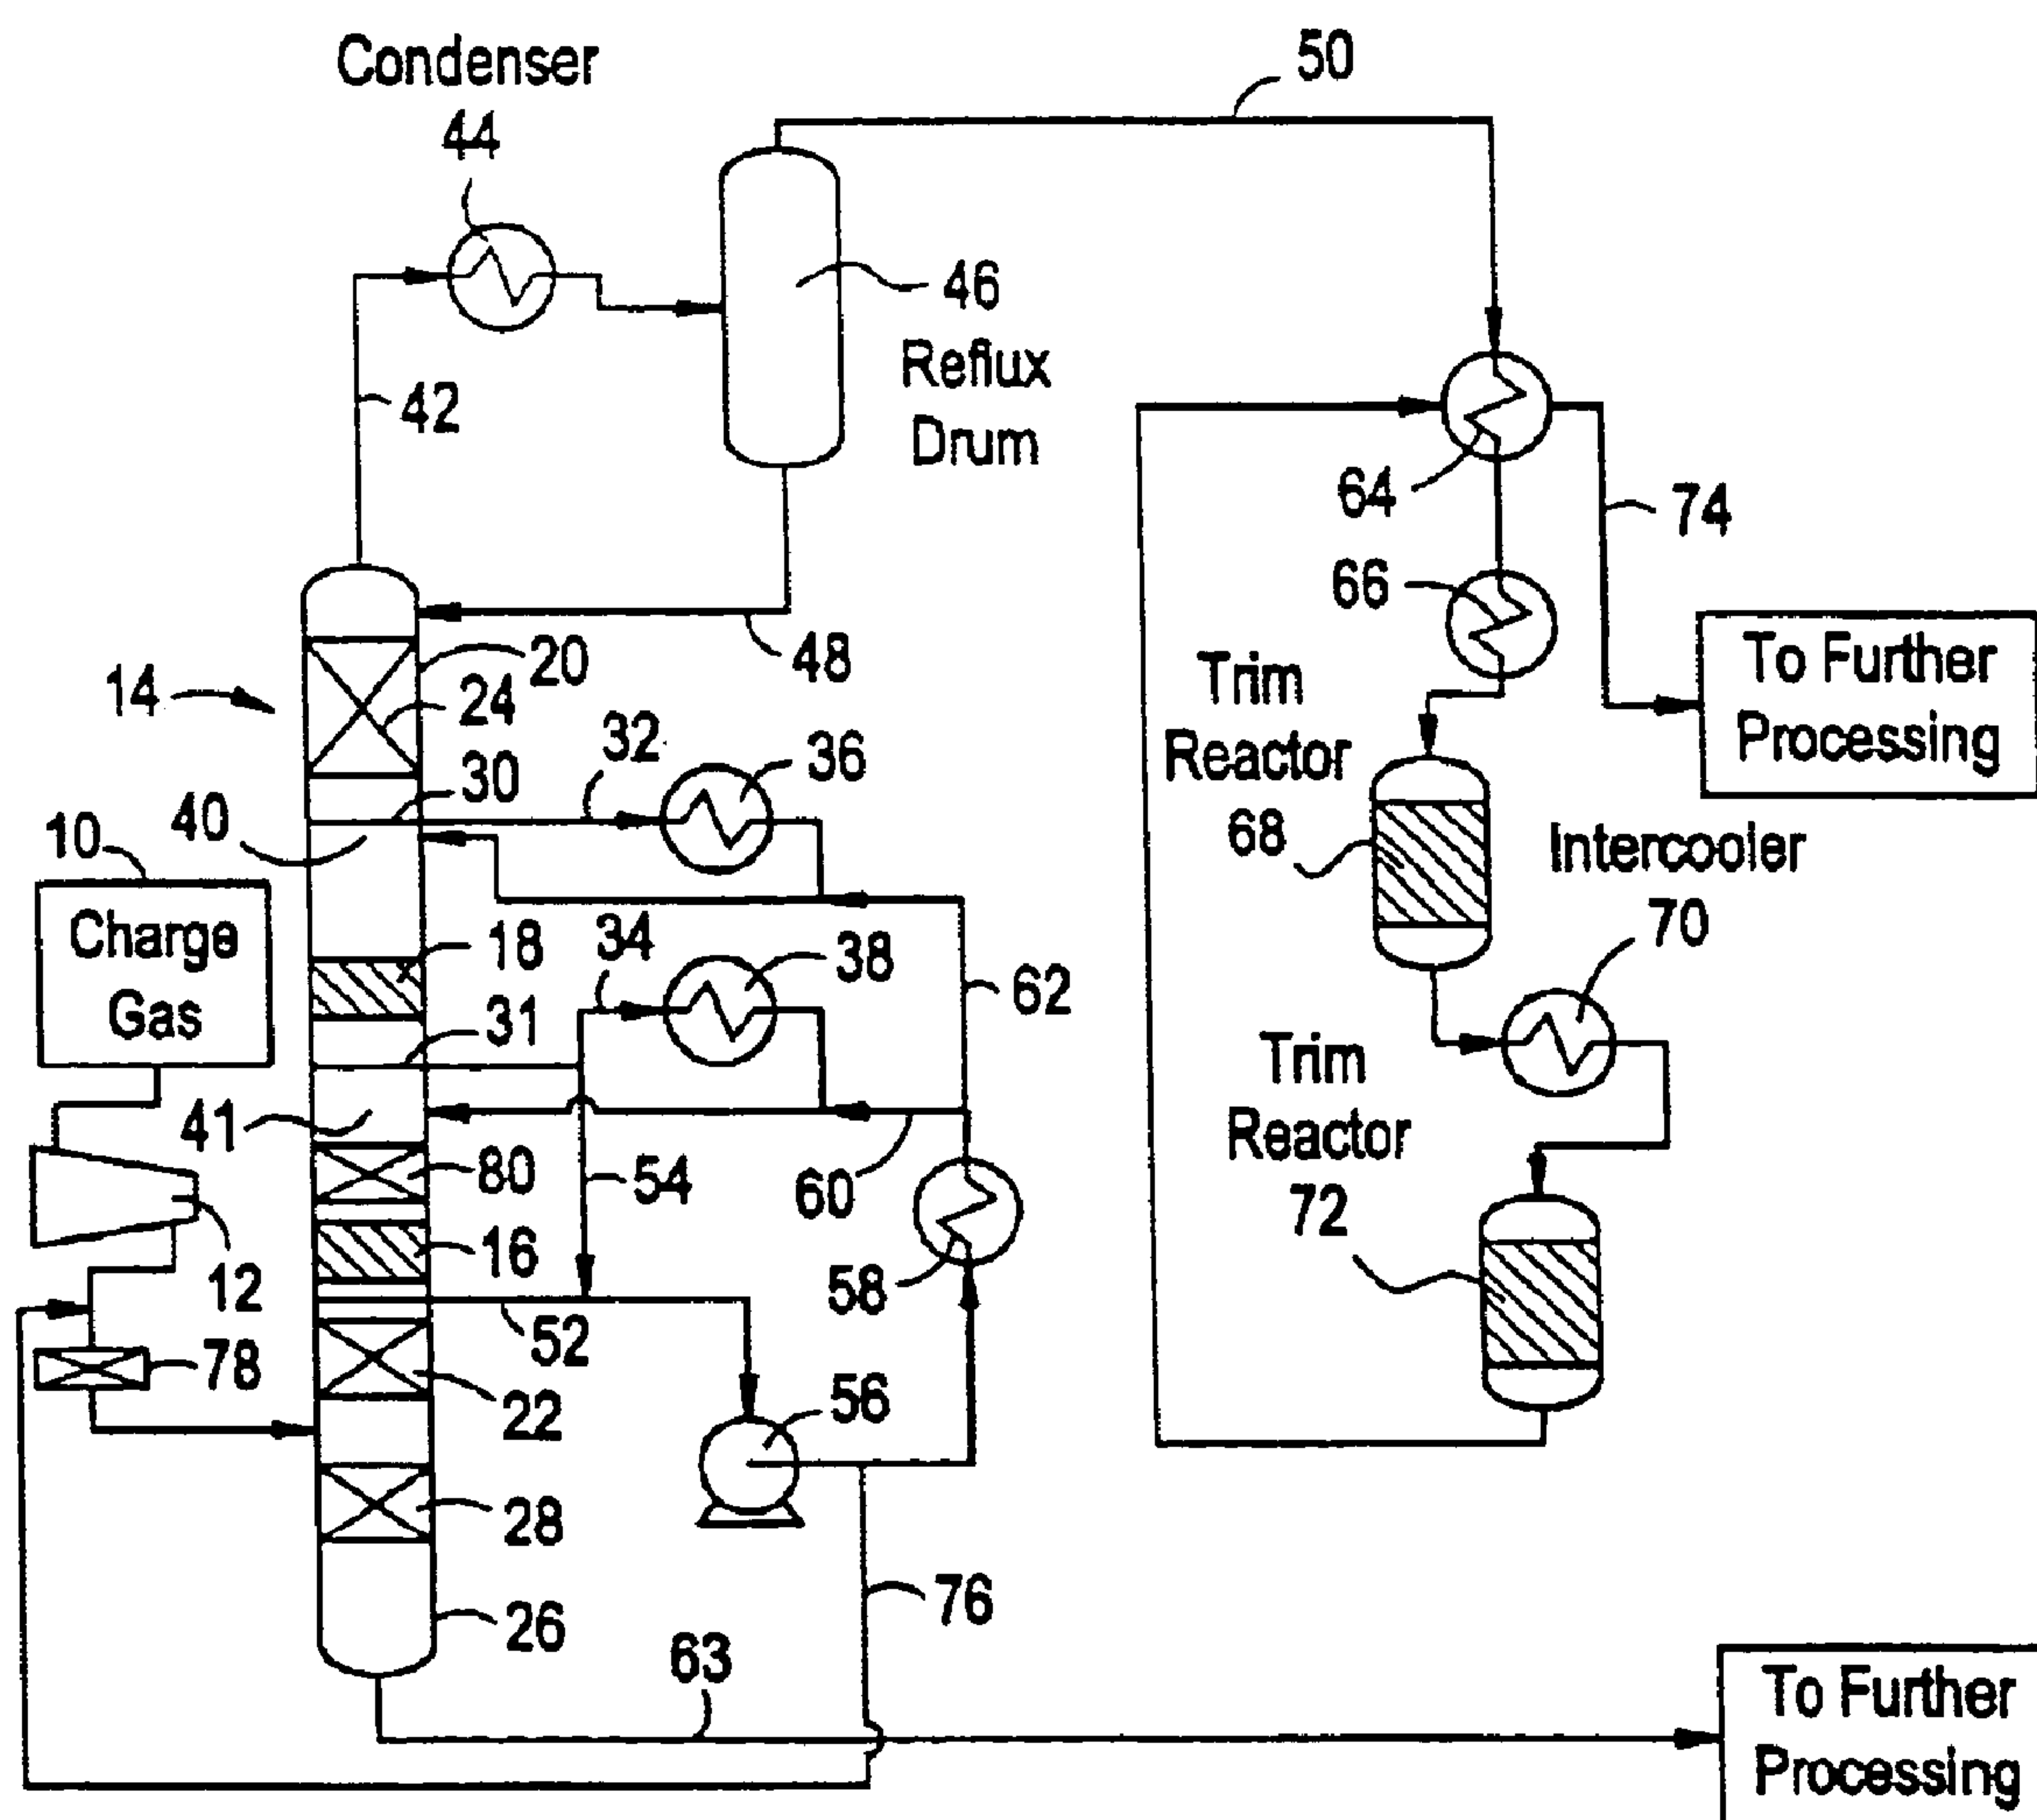 Condenser
44
50
46
Reflux
Drum
42
64
74
66
48
20
14
24
Trim
Reactor
68
To Further
Processing
32
36
30
40
10
Charge
Gas
Intercooler
70
18
34
38
62
31
41
Trim
Reactor
72
80
54
60
16
12
58
52
78
56
22
28
76
26
63
To Further
Processing